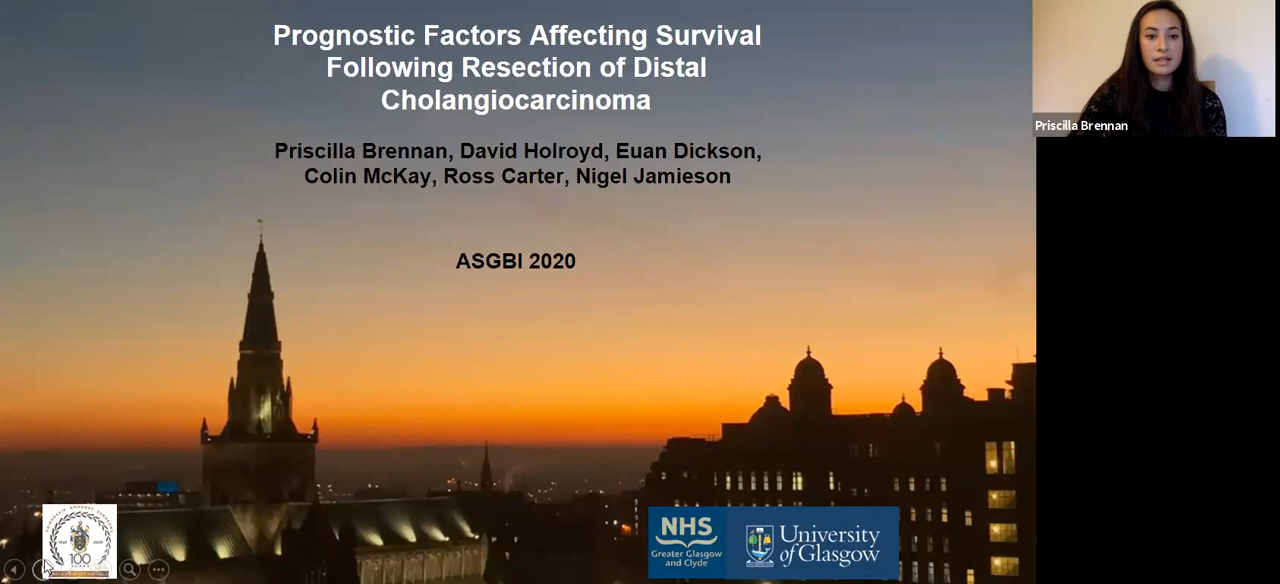 Prognostic Factors Affecting Survival
Following Resection of Distal
Cholangiocarcinoma
Priscilla Brennan, David Holroyd, Euan Dickson,
Colin McKay, Ross Carter, Nigel Jamieson
ASGBI 2020
Priscilla Brennan
100
NHS
Greater Glasgow
and Clyde
University
of Glasgow